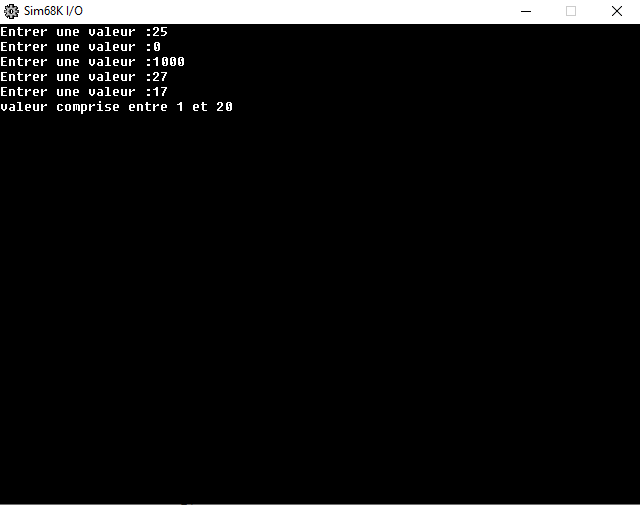 Sim68K I/O
Entrer une valeur :25
Entrer une valeur :0
Entrer une valeur :1000
Entrer une valeur :27
Entrer une valeur :17
valeur comprise entre 1 et 20